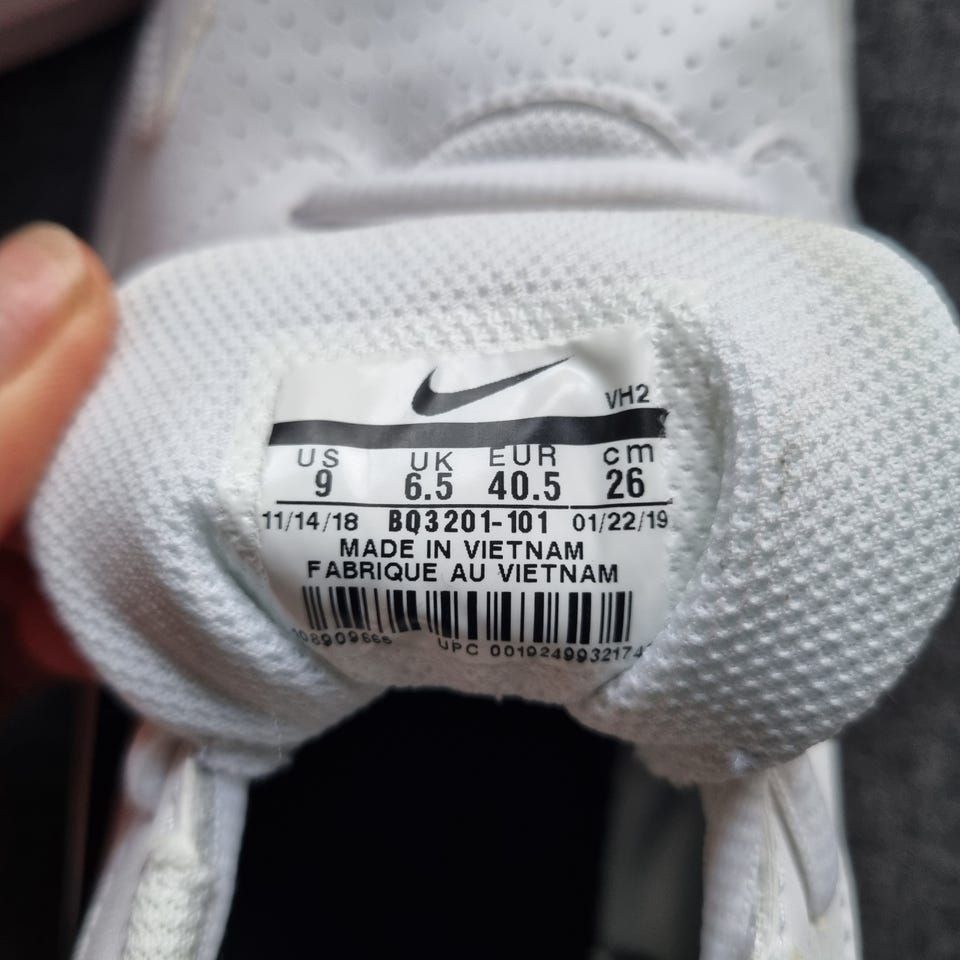 VH2
US UK EUR cm
9 6.5 40.5 26
11/14/18 BQ3201-101 01/22/19
MADE IN VIETNAM
FABRIQUE AU VIETNAM
UPC